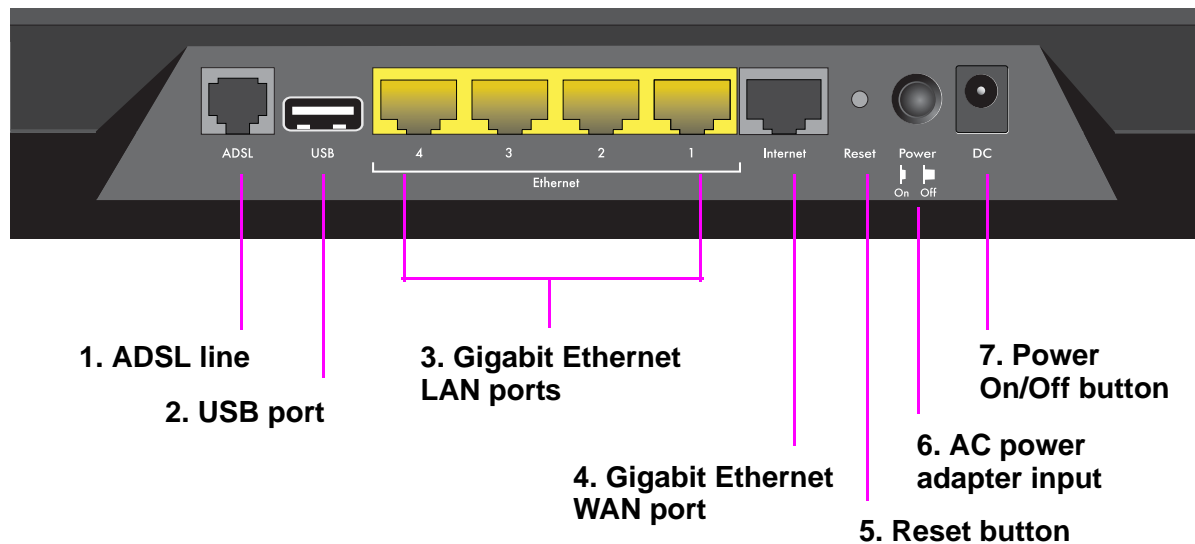 ADSL
USB
4
3
2
1
Internet
Reset
Power
DC
Ethernet
On
Off
1. ADSL line
2. USB port
3. Gigabit Ethernet
LAN ports
4. Gigabit Ethernet
WAN port
5. Reset button
6. AC power
adapter input
7. Power
On/Off button